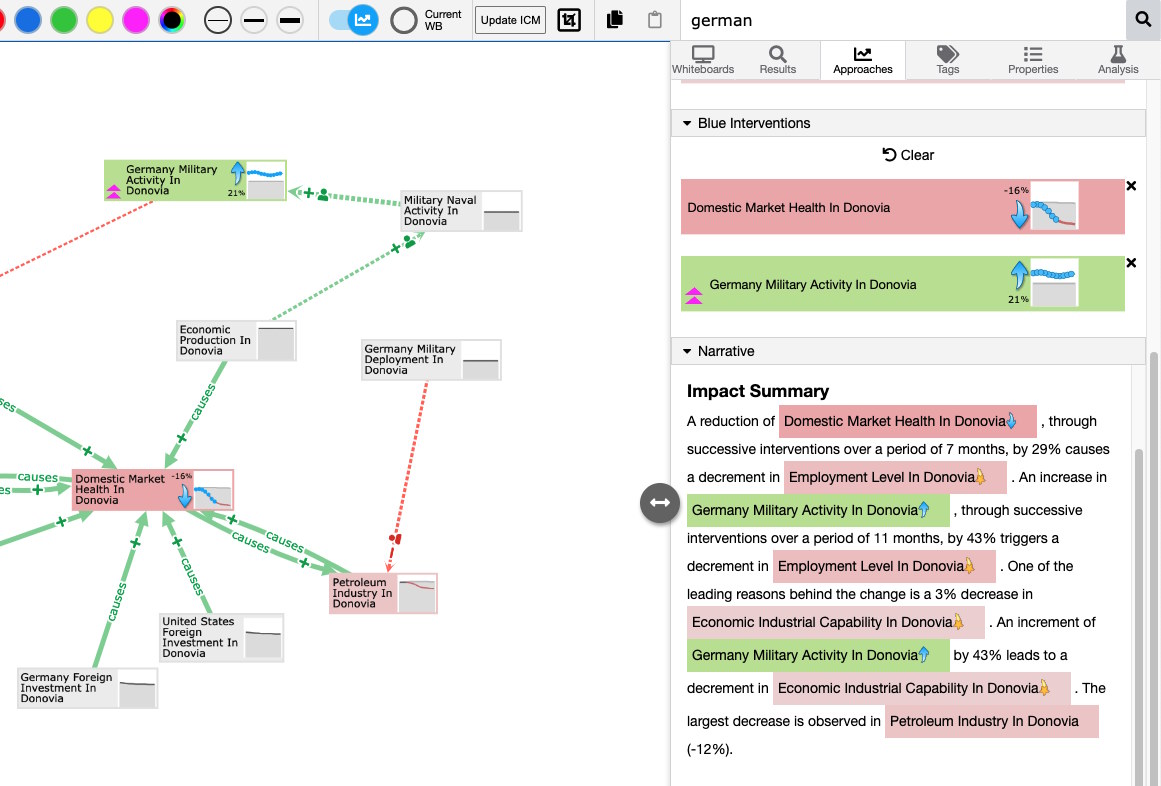 Current
WB
Update ICM
german
Whiteboards
Results
Approaches
Tags
Properties
Analysis
Blue Interventions
Clear
-16%
Domestic Market Health In Donovia
Germany Military Activity In Donovia
21%
Narrative
Impact Summary
A reduction of Domestic Market Health In Donovia , through
successive interventions over a period of 7 months, by 29% causes
a decrement in Employment Level In Donovia . An increase in
Germany Military Activity In Donovia , through successive
interventions over a period of 11 months, by 43% triggers a
decrement in Employment Level In Donovia . One of the
leading reasons behind the change is a 3% decrease in
Economic Industrial Capability In Donovia . An increment of
Germany Military Activity In Donovia by 43% leads to a
decrement in Economic Industrial Capability In Donovia . The
largest decrease is observed in Petroleum Industry In Donovia
(-12%).
Germany Military
Activity In
Donovia
21%
Military Naval
Activity In
Donovia
Economic
Production In
Donovia
Germany Military
Deployment In
Donovia
causes
causes
causes
Domestic Market
Health In
Donovia
-16%
causes
causes
Petroleum
Industry In
Donovia
causes
causes
United States
Foreign
Investment In
Donovia
Germany Foreign
Investment In
Donovia